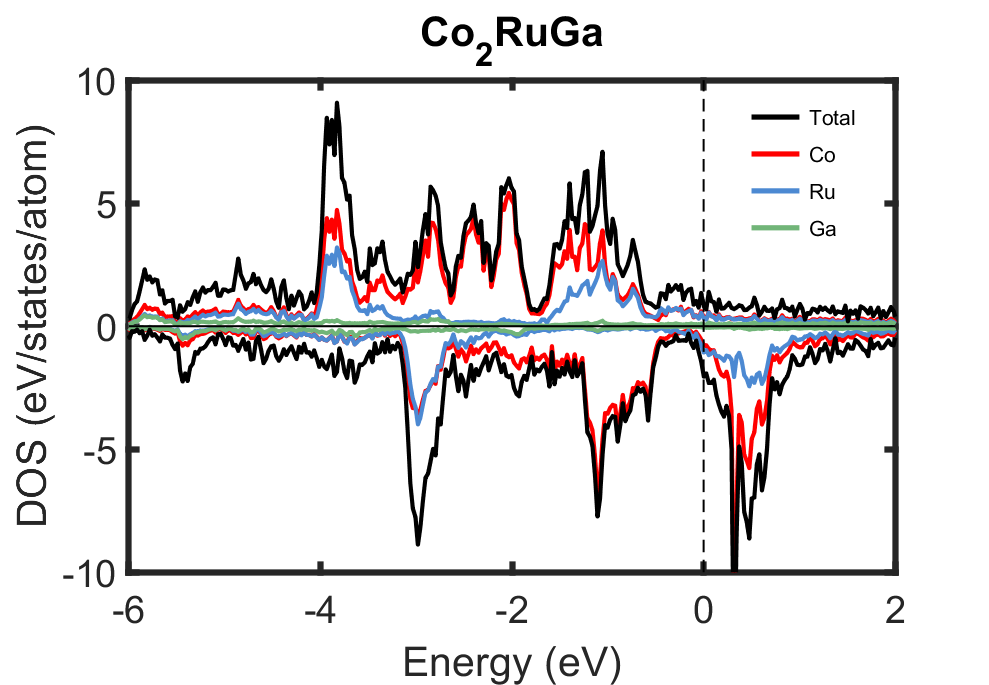 Co₂RuGa
10
5
0
-5
-10
DOS (eV/states/atom)
Total
Co
Ru
Ga
-6 -4 -2 0 2
Energy (eV)